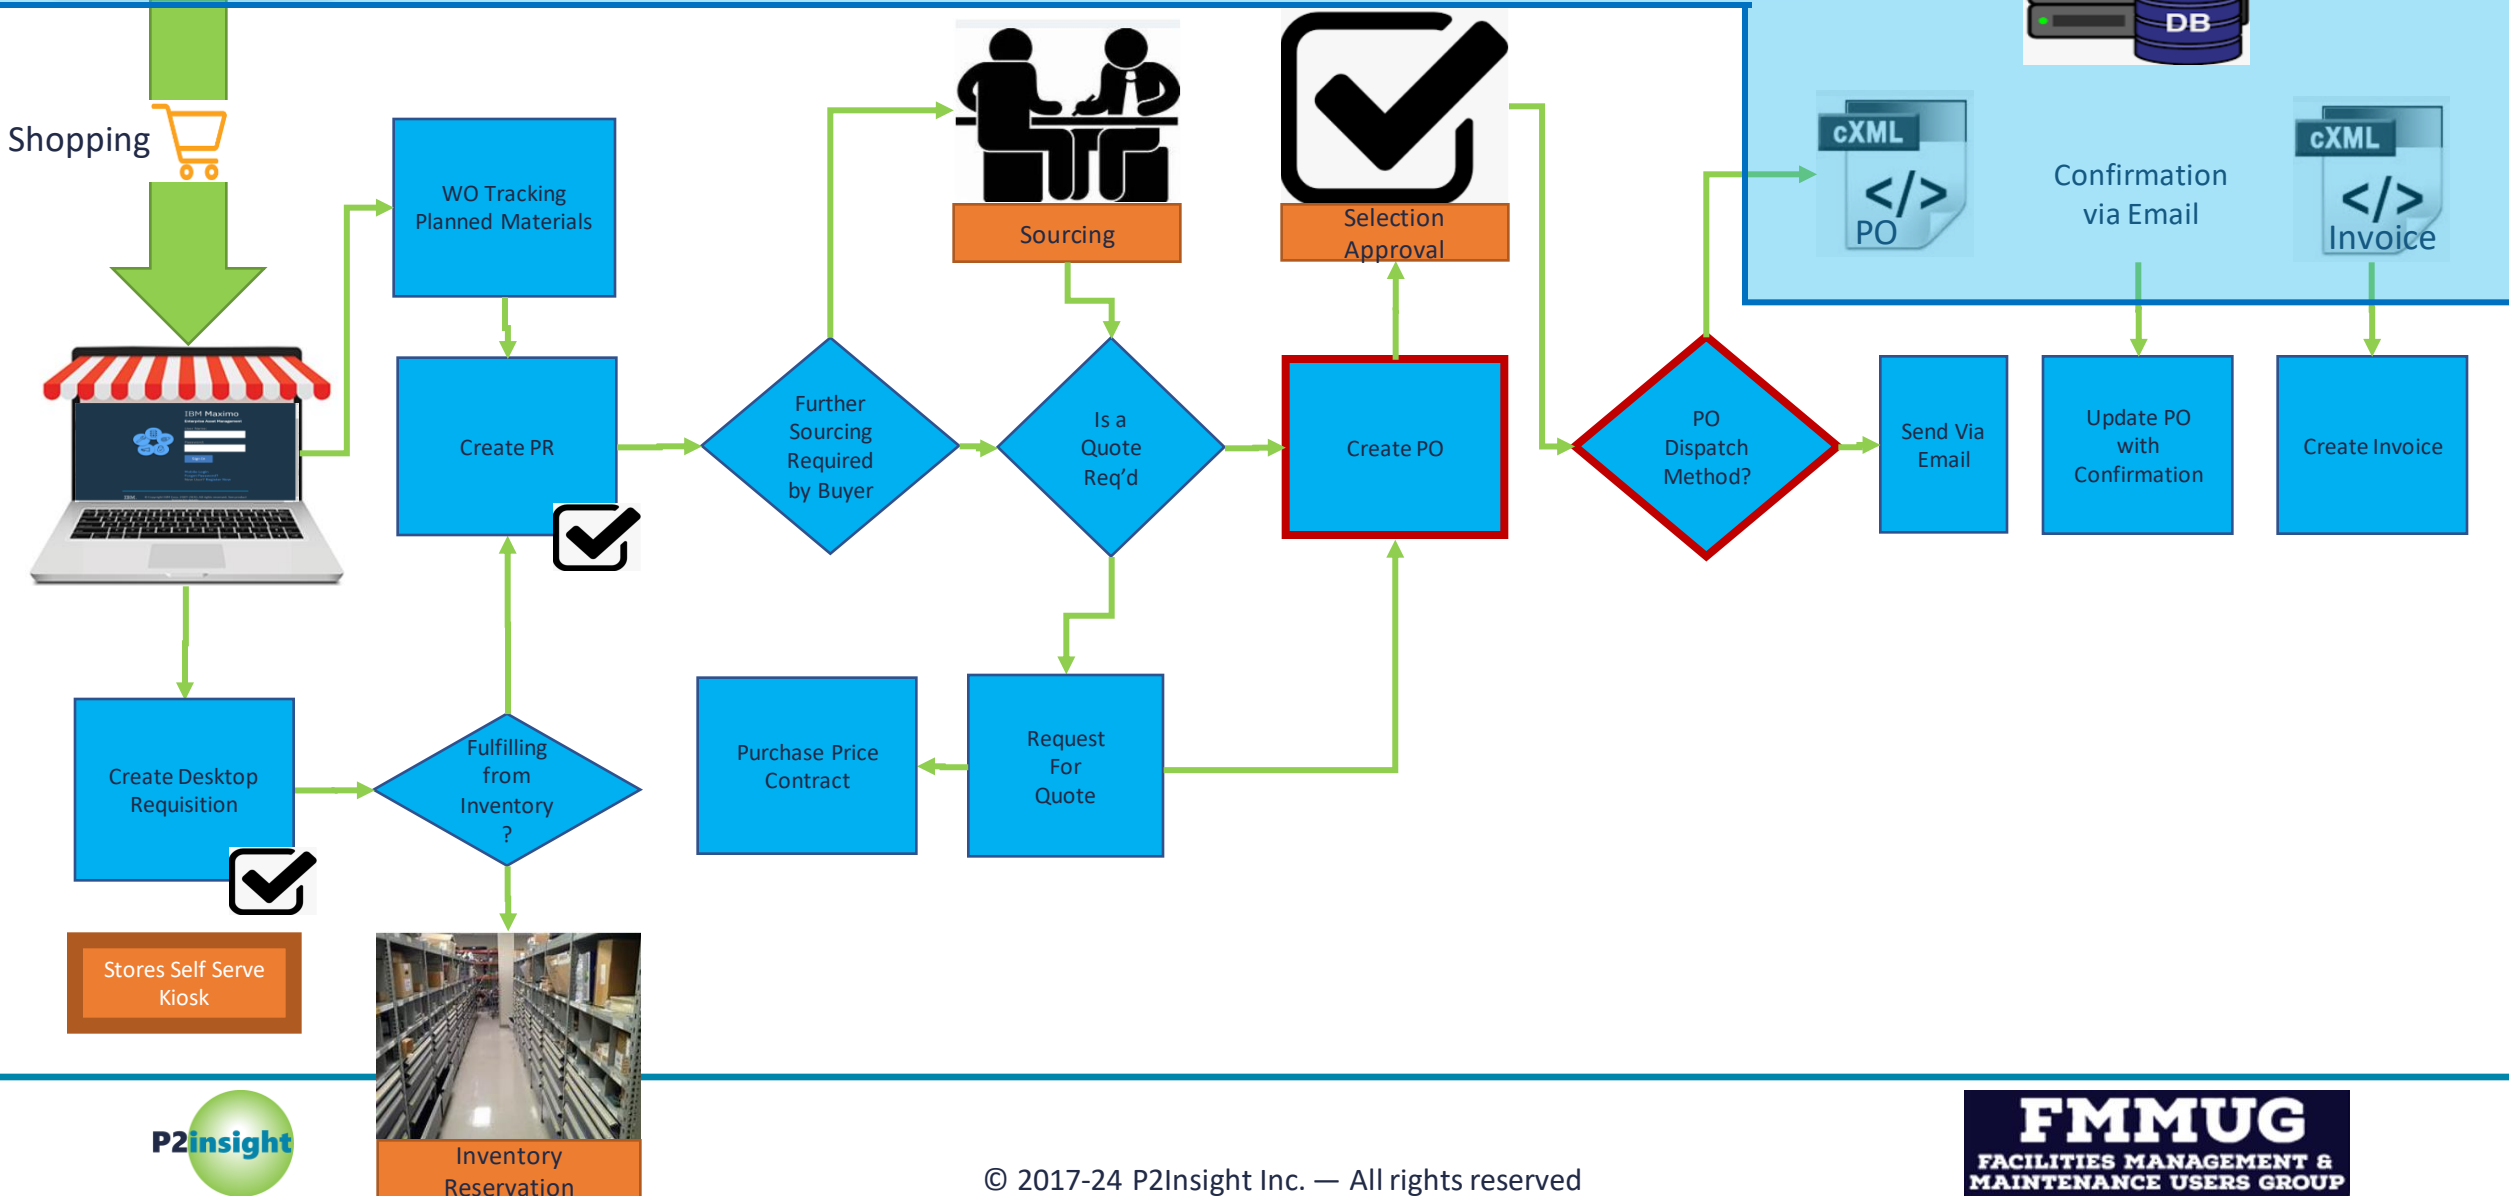 DB
Shopping
WO Tracking
Planned Materials
cXML
</>
PO
Confirmation
via Email
cXML
</>
Invoice
Sourcing
Selection
Approval
IBM Maximo
Create PR
Further
Sourcing
Required
by Buyer
Is a
Quote
Req'd
Create PO
PO
Dispatch
Method?
Send Via
Email
Update PO
with
Confirmation
Create Invoice
Create Desktop
Requisition
Fulfilling
from
Inventory
?
Purchase Price
Contract
Request
For
Quote
Stores Self Serve
Kiosk
Inventory
Reservation
P2insight
© 2017-24 P2Insight Inc. — All rights reserved
FMMUG
FACILITIES MANAGEMENT &
MAINTENANCE USERS GROUP